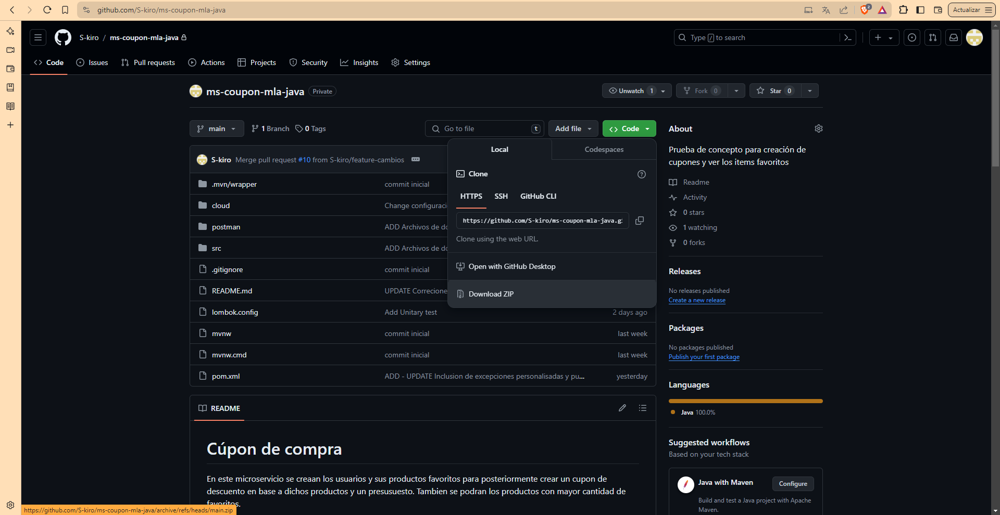 github.com/S-kiro/ms-coupon-mla-java
Actualizar
S-kiro / ms-coupon-mla-java
Type / to search
Code Issues Pull requests Actions Projects Security Insights Settings
ms-coupon-mla-java Private
Unwatch 1 Fork 0 Star 0
main 1 Branch 0 Tags
Go to file t Add file Code
S-kiro Merge pull request #10 from S-kiro/feature-cambios
.mvn/wrapper commit inicial
cloud Change configuraci
postman ADD Archivos de do
src ADD Archivos de do
.gitignore commit inicial
README.md UPDATE Correcione
lombok.config Add Unitary test 2 days ago
mvnw commit inicial last week
mvnw.cmd commit inicial last week
pom.xml ADD - UPDATE Inclusion de excepciones personalisadas y pu... yesterday
Local Codespaces
Clone
HTTPS SSH GitHub CLI
https://github.com/S-kiro/ms-coupon-mla-java.gi
Clone using the web URL.
Open with GitHub Desktop
Download ZIP
README
Cúpon de compra
En este microservicio se creaan los usuarios y sus productos favoritos para posteriormente crear un cupon de
descuento en base a dichos productos y un presusuesto. Tambien se podran los productos con mayor cantidad de
favoritos.
About
Prueba de concepto para creación de
cupones y ver los items favoritos
Readme
Activity
0 stars
1 watching
0 forks
Releases
No releases published
Create a new release
Packages
No packages published
Publish your first package
Languages
Java 100.0%
Suggested workflows
Based on your tech stack
Java with Maven Configure
Build and test a Java project with Apache
Maven.
https://github.com/S-kiro/ms-coupon-mla-java/archive/refs/heads/main.zip